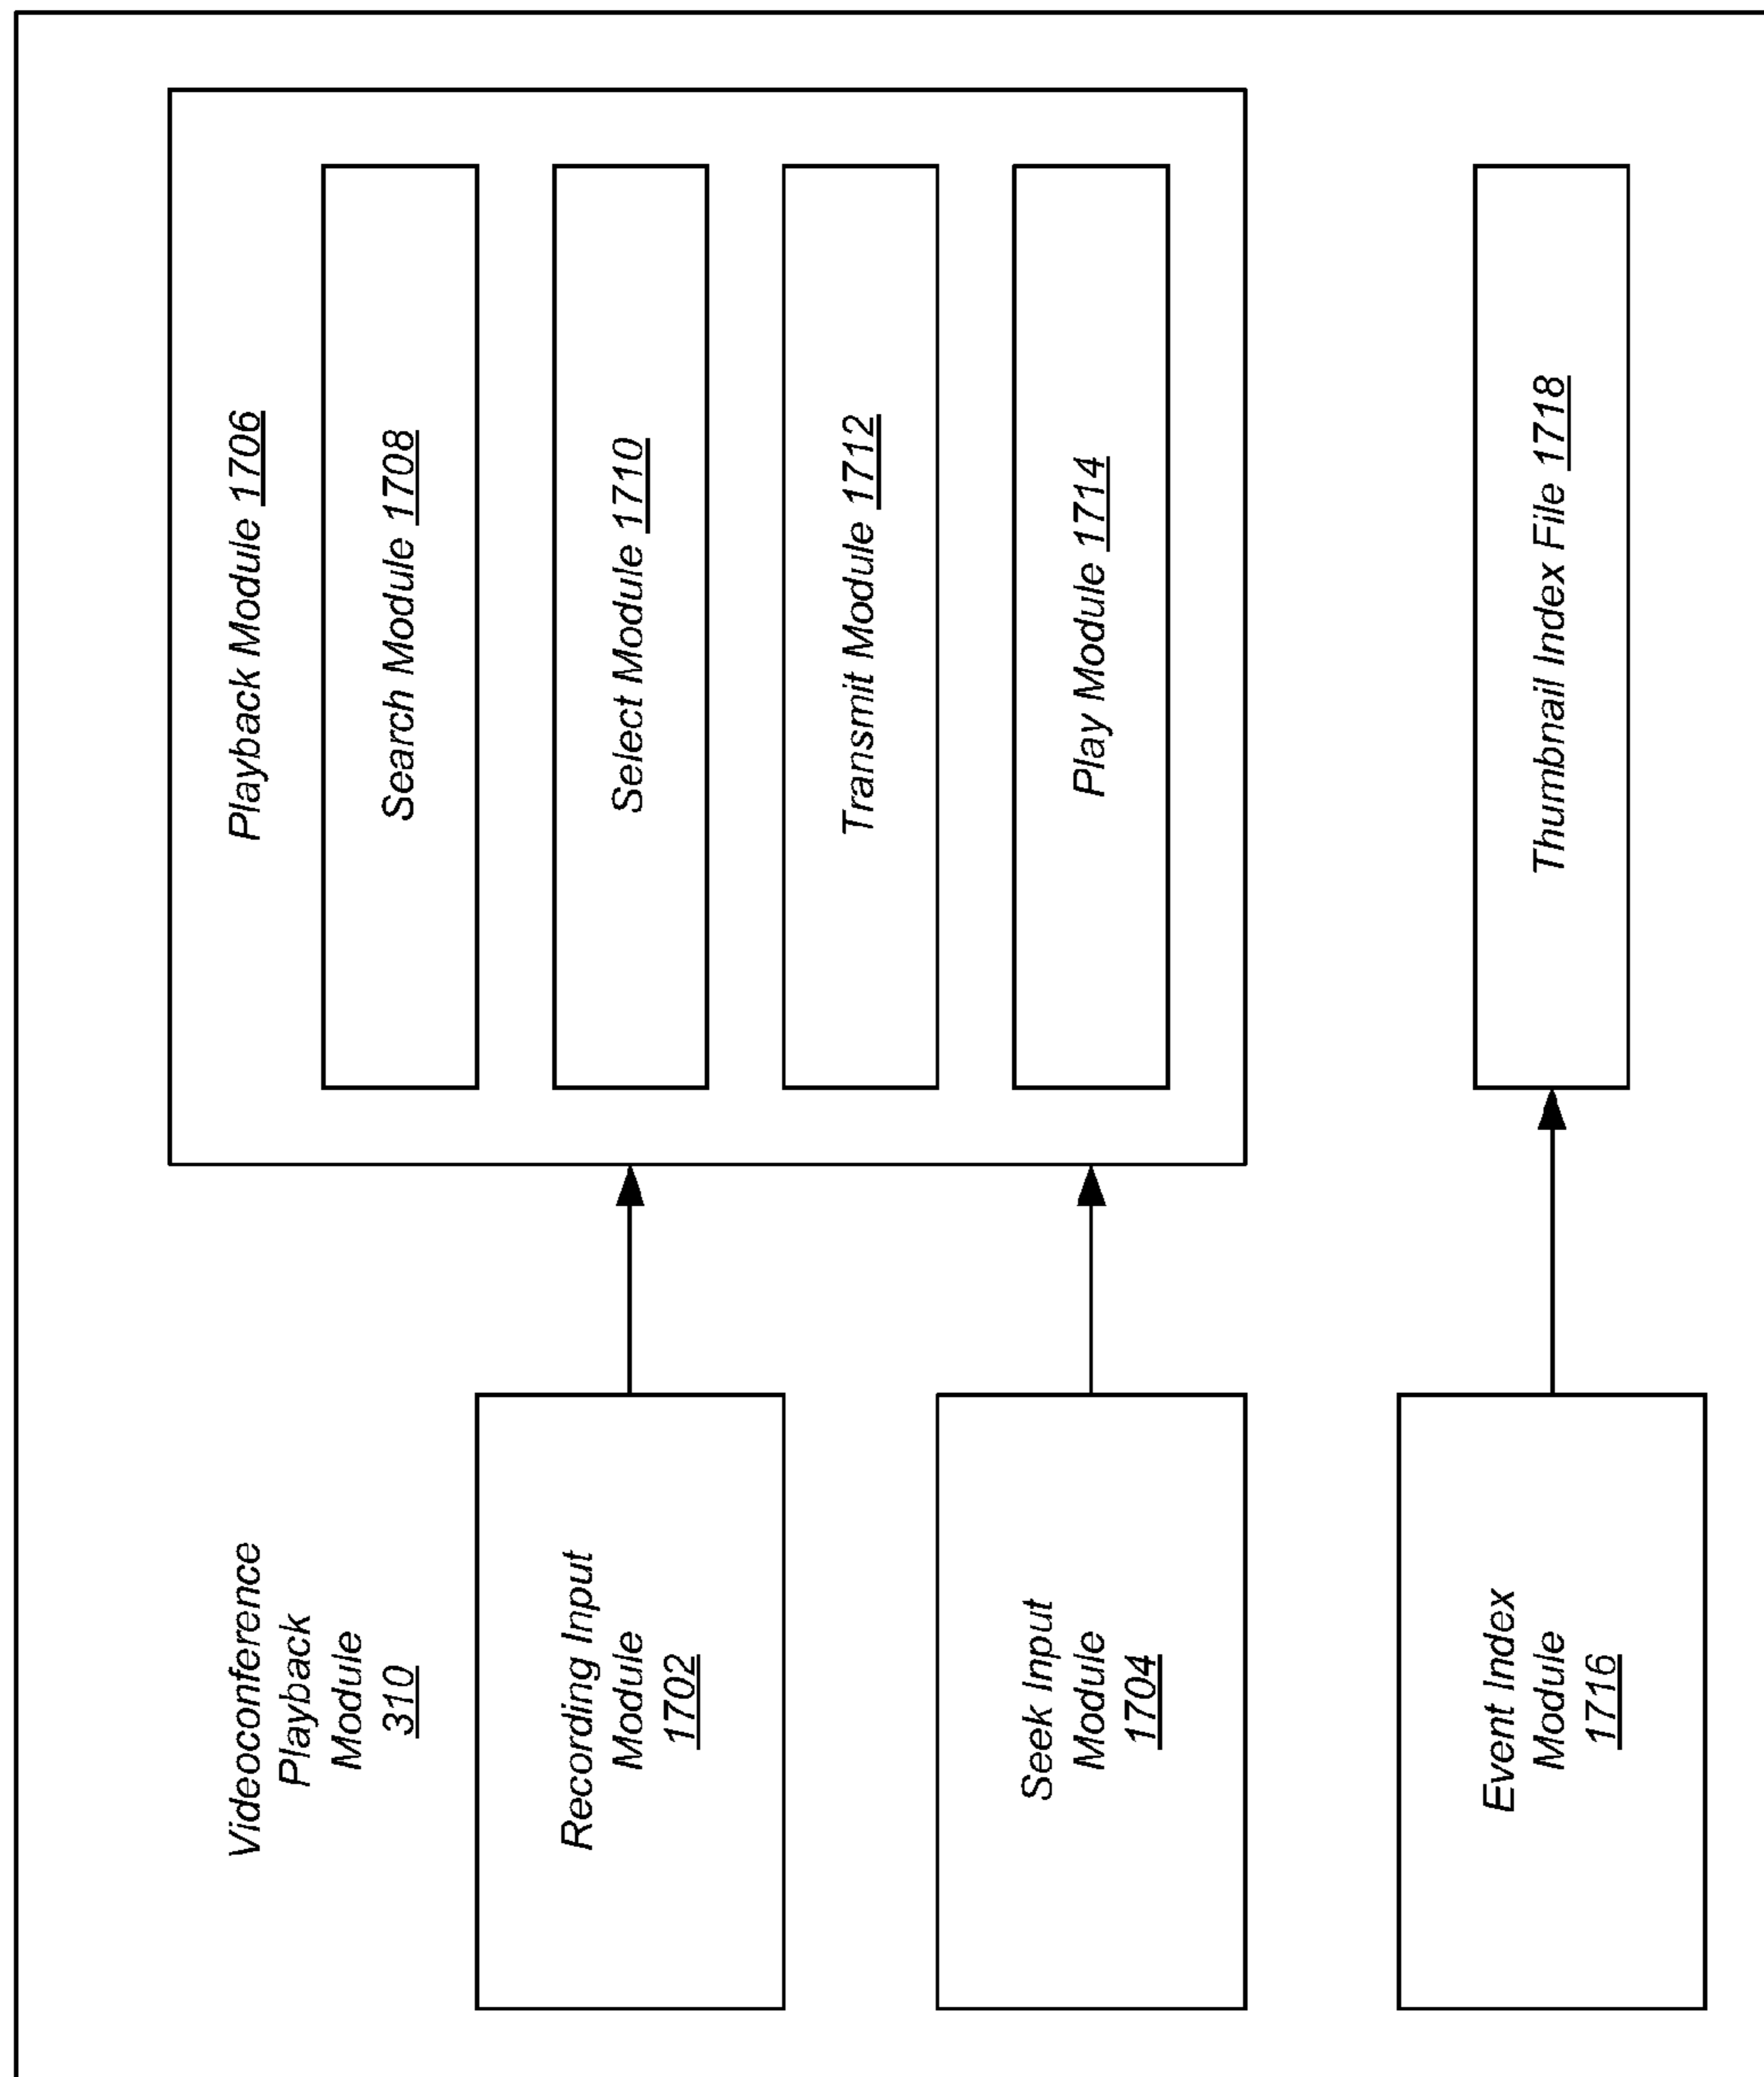 Videoconference
Playback
Module
310
Recording Input
Module
1702
Seek Input
Module
1704
Event Index
Module
1716
Playback Module 1706
Search Module 1708
Select Module 1710
Transmit Module 1712
Play Module 1714
Thumbnail Index File 1718